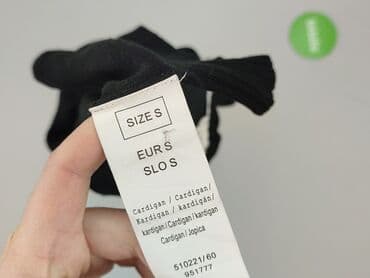 SIZE S
EUR S
SLO S
Cardigan / Cardigan/
Kardigan / kardigán/
kardigan/Cardigan/kardigan
Cardigan / Jopica
510221/60
951777